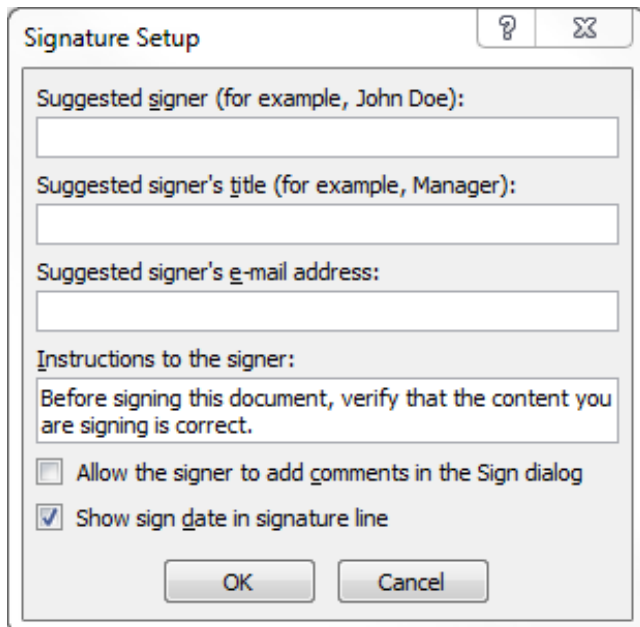 Signature Setup
Suggested signer (for example, John Doe):
Suggested signer's title (for example, Manager):
Suggested signer's e-mail address:
Instructions to the signer:
Before signing this document, verify that the content you
are signing is correct.
Allow the signer to add comments in the Sign dialog
Show sign date in signature line
OK Cancel